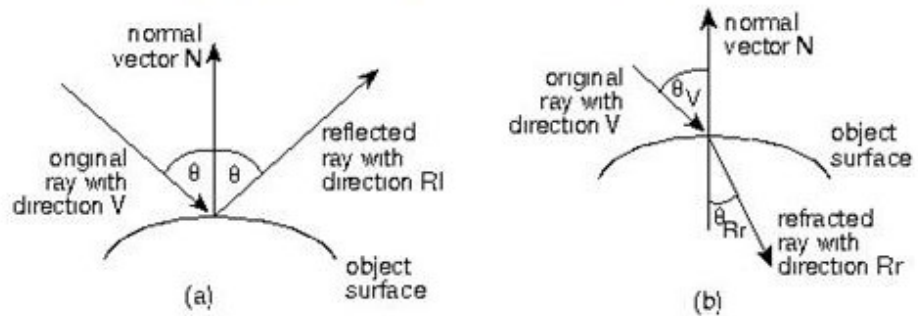 normal
vector N
original
ray with
direction V
θ
θ
reflected
ray with
direction Rl
object
surface
(a)
normal
vector N
original
ray with
direction V
θV
object
surface
θRr
refracted
ray with
direction Rr
(b)